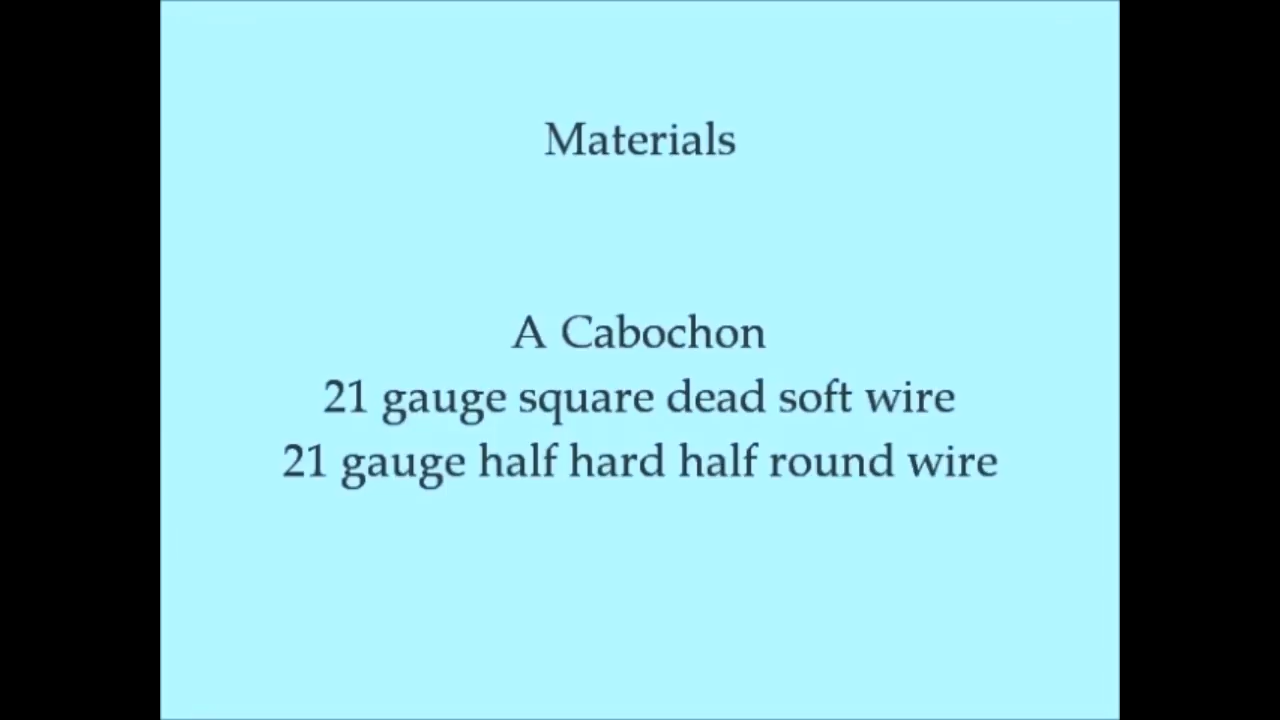 Materials
A Cabochon
21 gauge square dead soft wire
21 gauge half hard half round wire